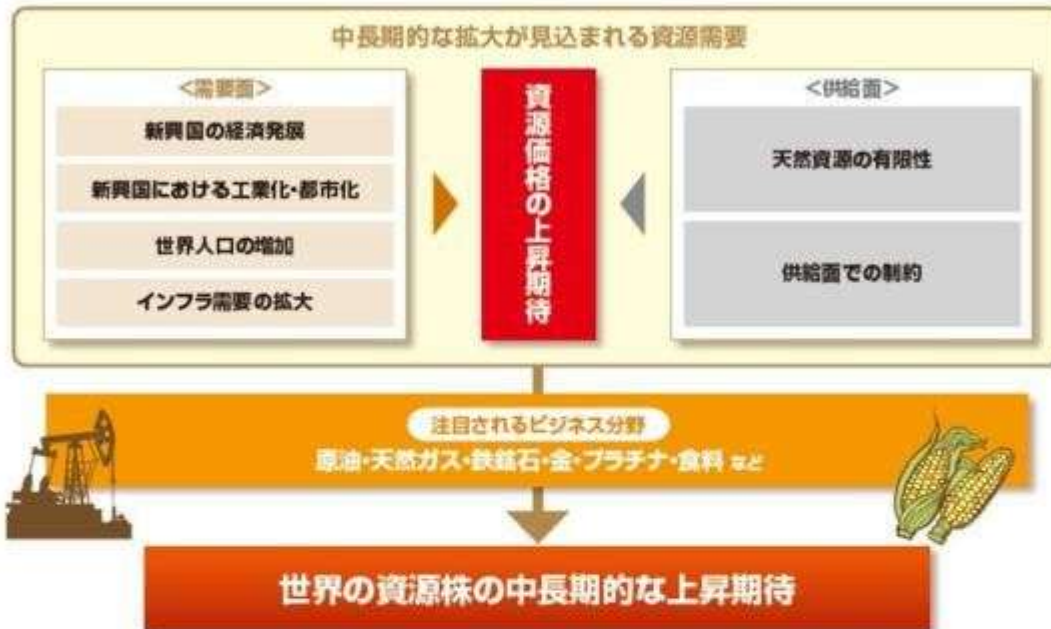 中長期的な拡大が見込まれる資源需要
<需要面>
新興国の経済発展
新興国における工業化・都市化
世界人口の増加
インフラ需要の拡大
資源価格の上昇期待
<供給面>
天然資源の有限性
供給面での制約
注目されるビジネス分野
原油・天然ガス・鉄鉱石・金・プラチナ・食料 など
世界の資源株の中長期的な上昇期待